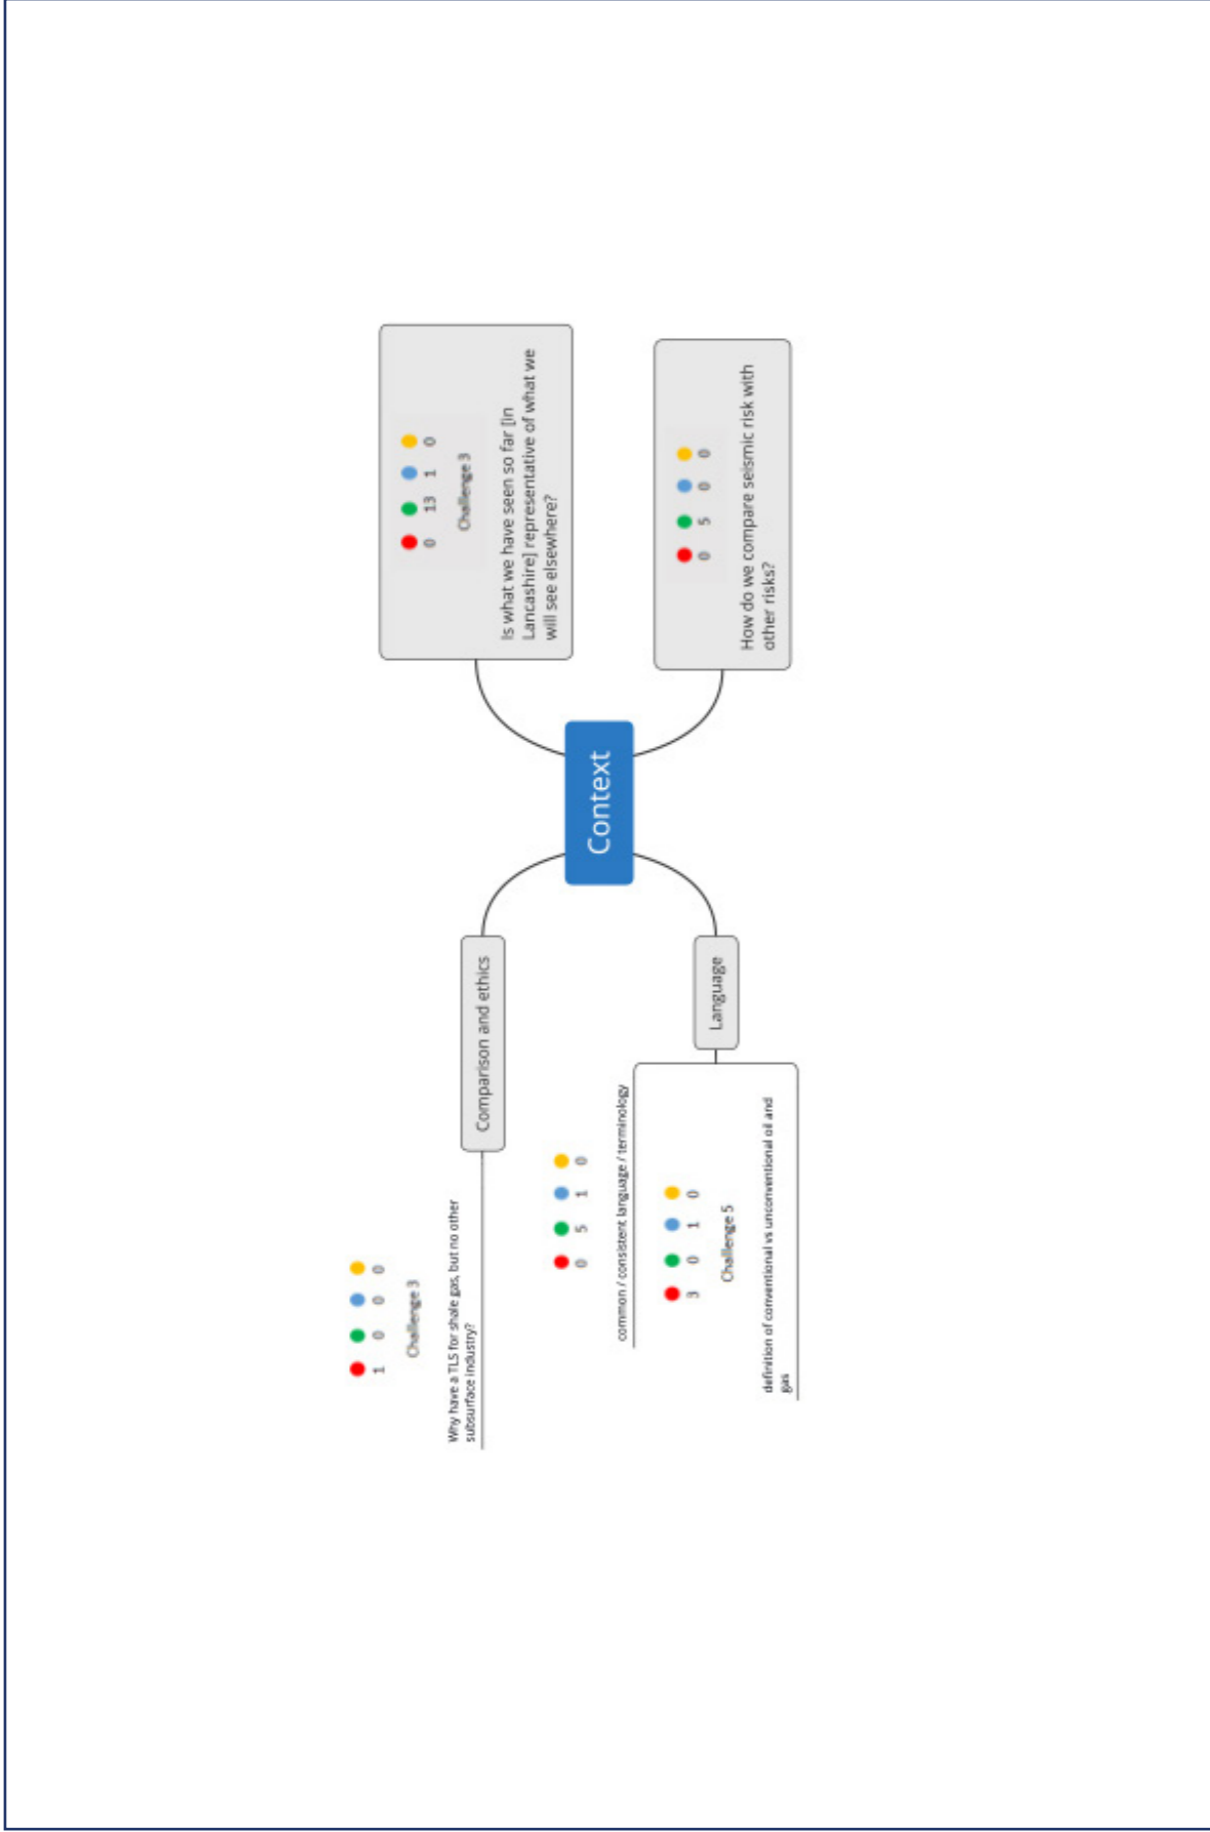 1 0 0 0
Challenge 3
Why have a TLS for shale gas, but no other
subsurface industry?
Comparison and ethics
0 5 1 0
common / consistent language / terminology
3 0 1 0
Challenge 5
definition of conventional vs unconventional oil and
gas
Language
Context
0 13 1 0
Challenge 3
Is what we have seen so far [in
Lancashire] representative of what we
will see elsewhere?
0 5 0 0
How do we compare seismic risk with
other risks?